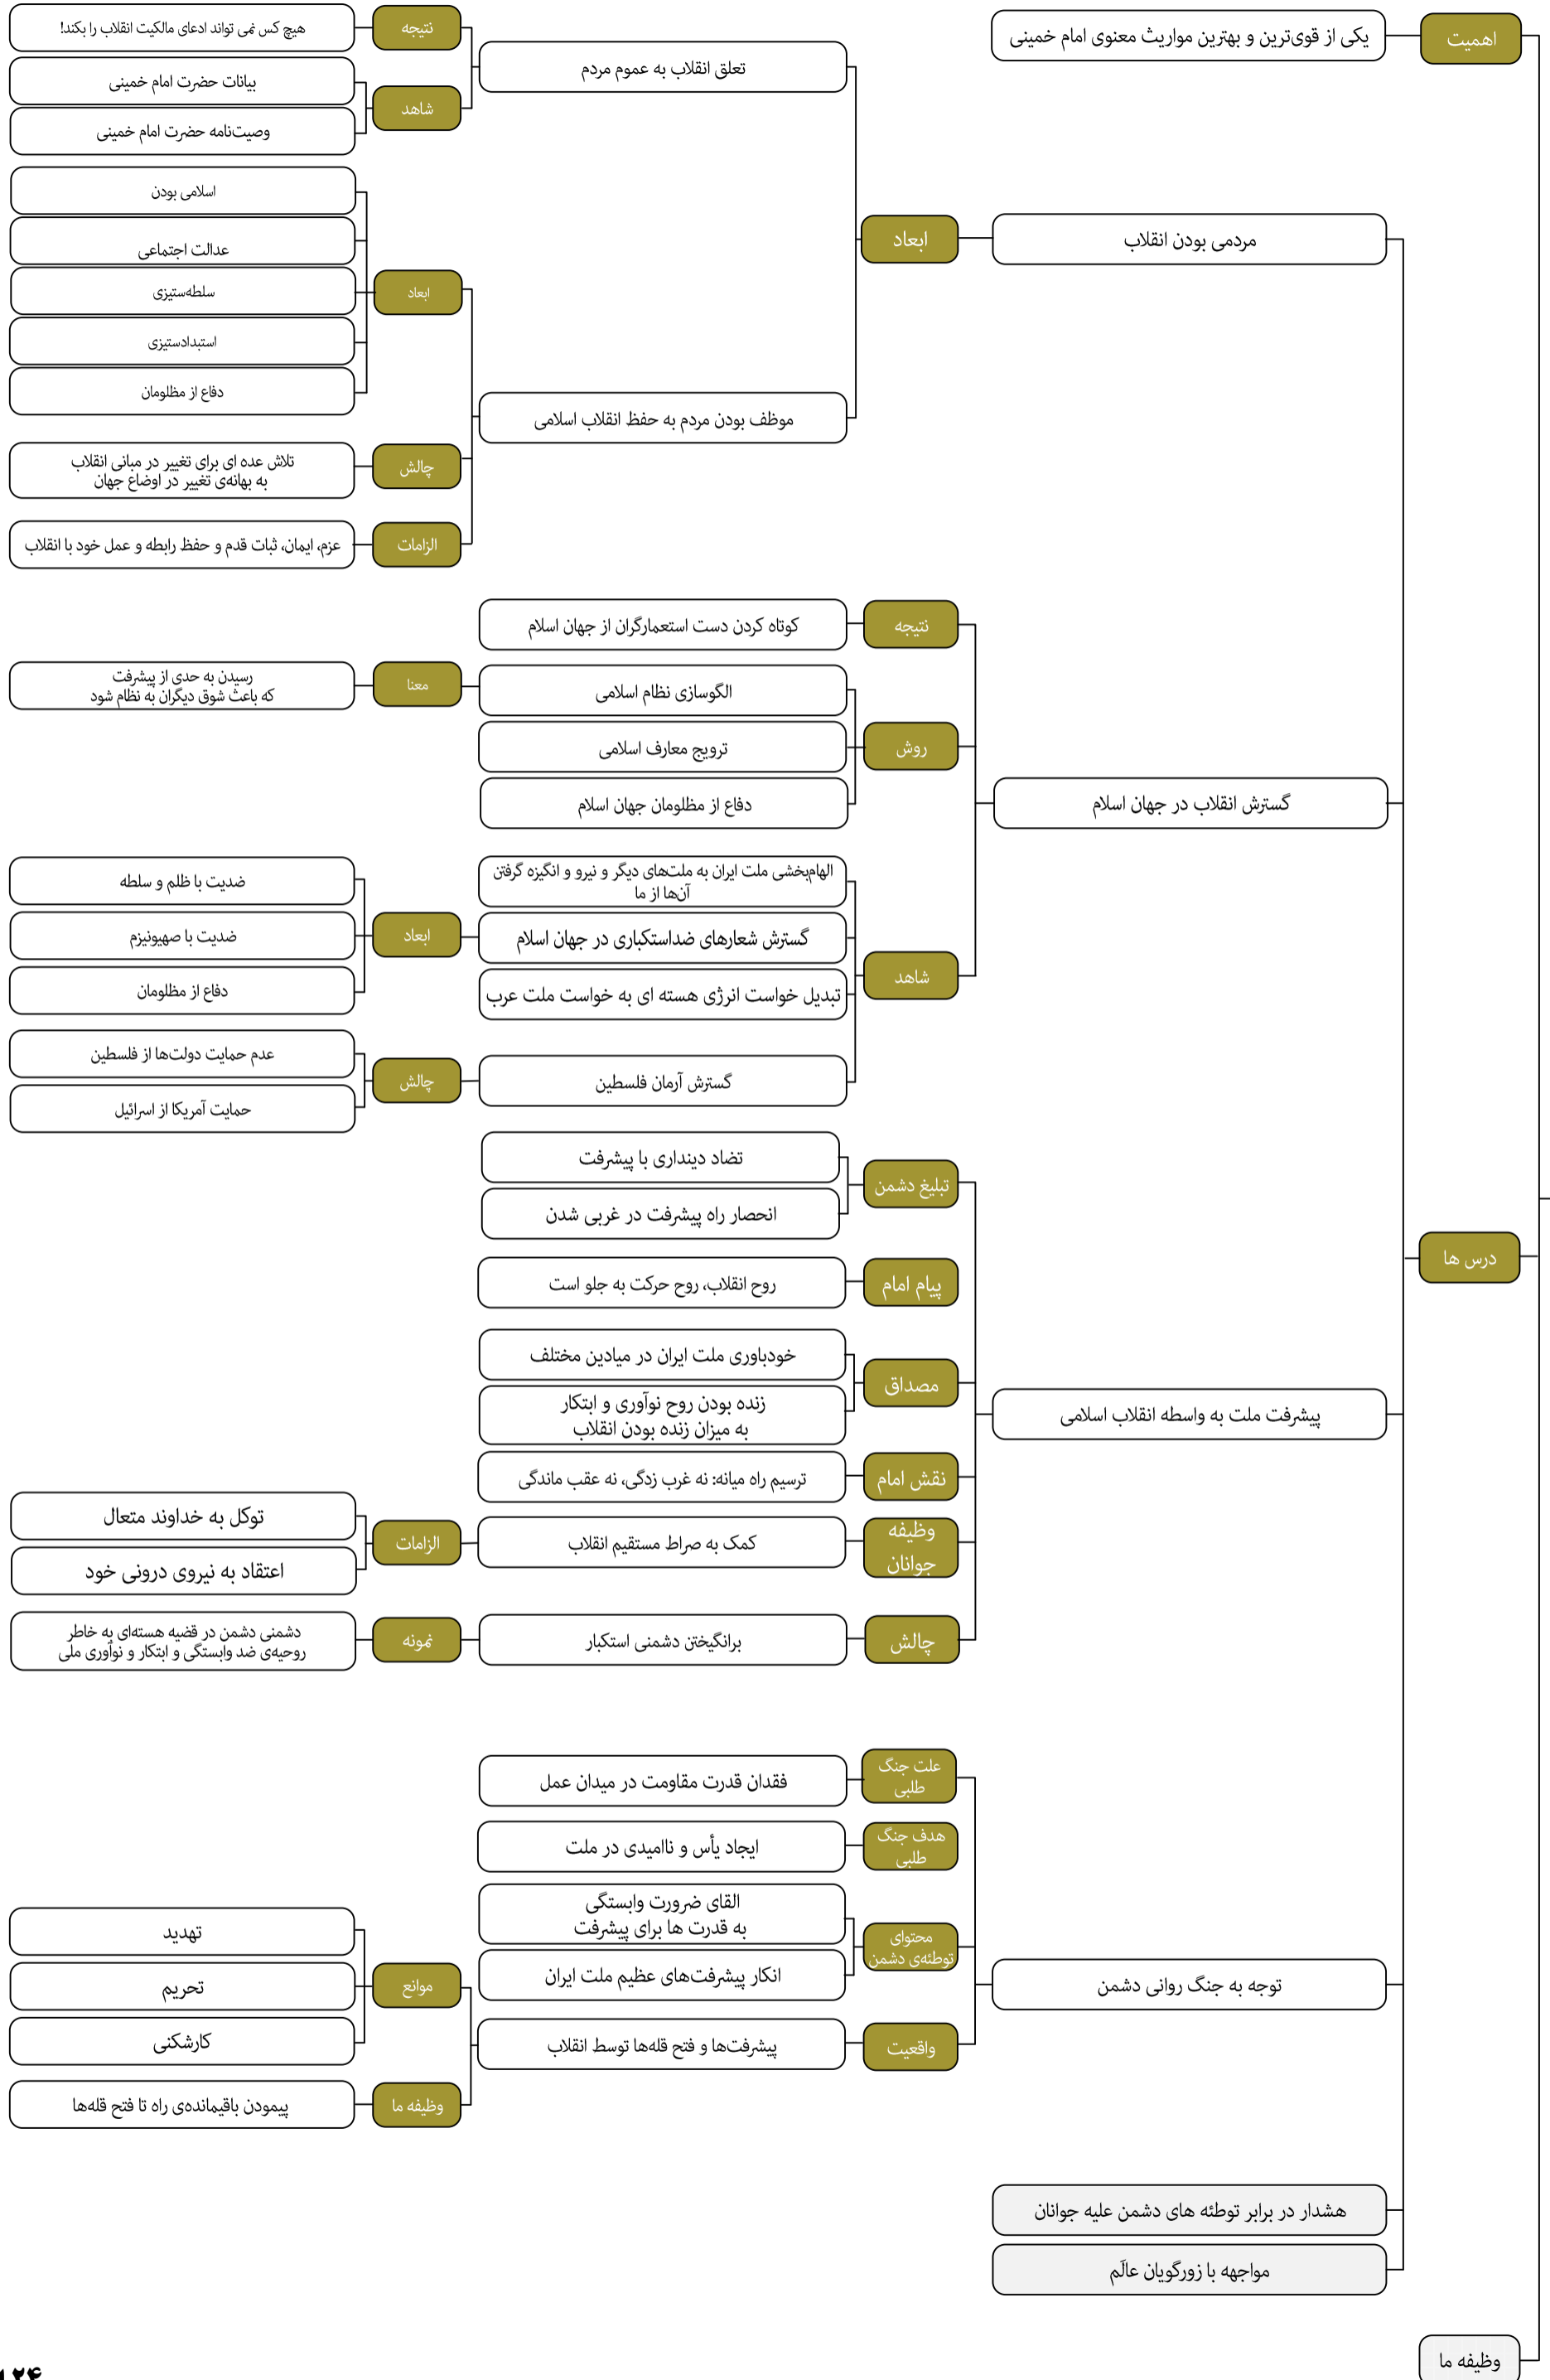 اهمیت
یکی از قوی‌ترین و بهترین مواریث معنوی امام خمینی
درس ها
مردمی بودن انقلاب
ابعاد
تعلق انقلاب به عموم مردم
نتیجه
هیچ کس نمی تواند ادعای مالکیت انقلاب را بکند!
شاهد
بیانات حضرت امام خمینی
وصیت‌نامه حضرت امام خمینی
موظف بودن مردم به حفظ انقلاب اسلامی
ابعاد
اسلامی بودن
عدالت اجتماعی
سلطه‌ستیزی
استبدادستیزی
دفاع از مظلومان
چالش
تلاش عده ای برای تغییر در مبانی انقلاب
به بهانه‌ی تغییر در اوضاع جهان
الزامات
عزم، ایمان، ثبات قدم و حفظ رابطه و عمل خود با انقلاب
گسترش انقلاب در جهان اسلام
نتیجه
کوتاه کردن دست استعمارگران از جهان اسلام
روش
الگوسازی نظام اسلامی
معنا
رسیدن به حدی از پیشرفت
که باعث شوق دیگران به نظام شود
ترویج معارف اسلامی
دفاع از مظلومان جهان اسلام
شاهد
الهام‌بخشی ملت ایران به ملت‌های دیگر و نیرو و انگیزه گرفتن
آن‌ها از ما
گسترش شعارهای ضداستکباری در جهان اسلام
ابعاد
ضدیت با ظلم و سلطه
ضدیت با صهیونیزم
دفاع از مظلومان
تبدیل خواست انرژی هسته ای به خواست ملت عرب
گسترش آرمان فلسطین
چالش
عدم حمایت دولت‌ها از فلسطین
حمایت آمریکا از اسرائیل
پیشرفت ملت به واسطه انقلاب اسلامی
تبلیغ دشمن
تضاد دینداری با پیشرفت
انحصار راه پیشرفت در غربی شدن
پیام امام
روح انقلاب، روح حرکت به جلو است
مصداق
خودباوری ملت ایران در میادین مختلف
زنده بودن روح نوآوری و ابتکار
به میزان زنده بودن انقلاب
نقش امام
ترسیم راه میانه: نه غرب زدگی، نه عقب ماندگی
وظیفه
جوانان
کمک به صراط مستقیم انقلاب
الزامات
توکل به خداوند متعال
اعتقاد به نیروی درونی خود
چالش
برانگیختن دشمنی استکبار
نمونه
دشمنی دشمن در قضیه هسته‌ای به خاطر
روحیه‌ی ضد وابستگی و ابتکار و نوآوری ملی
توجه به جنگ روانی دشمن
علت جنگ
طلبی
فقدان قدرت مقاومت در میدان عمل
هدف جنگ
طلبی
ایجاد یأس و ناامیدی در ملت
محتوای
توطئه‌ی دشمن
القای ضرورت وابستگی
به قدرت ها برای پیشرفت
انکار پیشرفت‌های عظیم ملت ایران
واقعیت
پیشرفت‌ها و فتح قله‌ها توسط انقلاب
موانع
تهدید
تحریم
کارشکنی
وظیفه ما
پیمودن باقیمانده‌ی راه تا فتح قله‌ها
هشدار در برابر توطئه های دشمن علیه جوانان
مواجهه با زورگویان عالَم
وظیفه ما